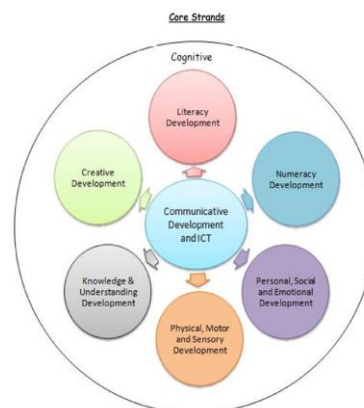 Core Strands
Cognitive
Literacy
Development
Creative
Development
Numeracy
Development
Communicative
Development
and ICT
Knowledge &
Understanding
Development
Personal, Social
and Emotional
Development
Physical, Motor
and Sensory
Development